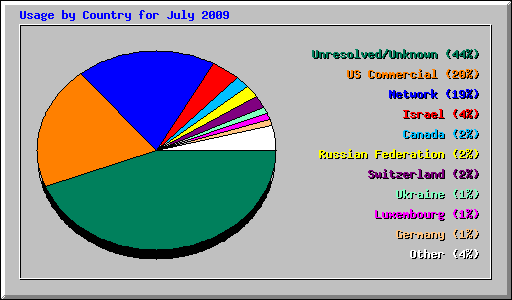 Usage by Country for July 2009
Unresolved/Unknown (44%)
US Commercial (20%)
Network (19%)
Israel (4%)
Canada (2%)
Russian Federation (2%)
Switzerland (2%)
Ukraine (1%)
Luxembourg (1%)
Germany (1%)
Other (4%)